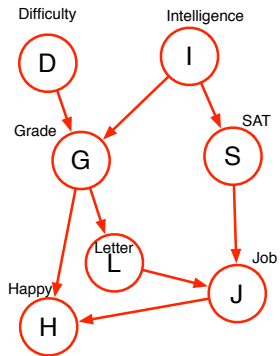 Difficulty
Intelligence
D
I
Grade
SAT
G
S
Letter
L
Job
Happy
J
H